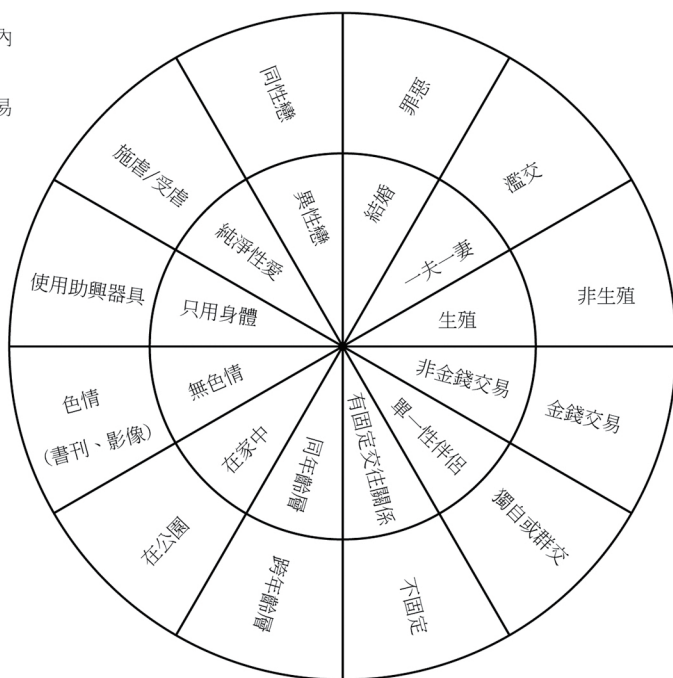 內
易
同性戀
罪惡
濫交
非生殖
金錢交易
獨自或群交
不固定
跨年齡層
在公園
色情
(書刊、影像)
使用助興器具
施虐/受虐
異性戀
結婚
一夫一妻
生殖
非金錢交易
單一性伴侶
有固定交往關係
同年齡層
在家中
無色情
只用身體
純淨性愛